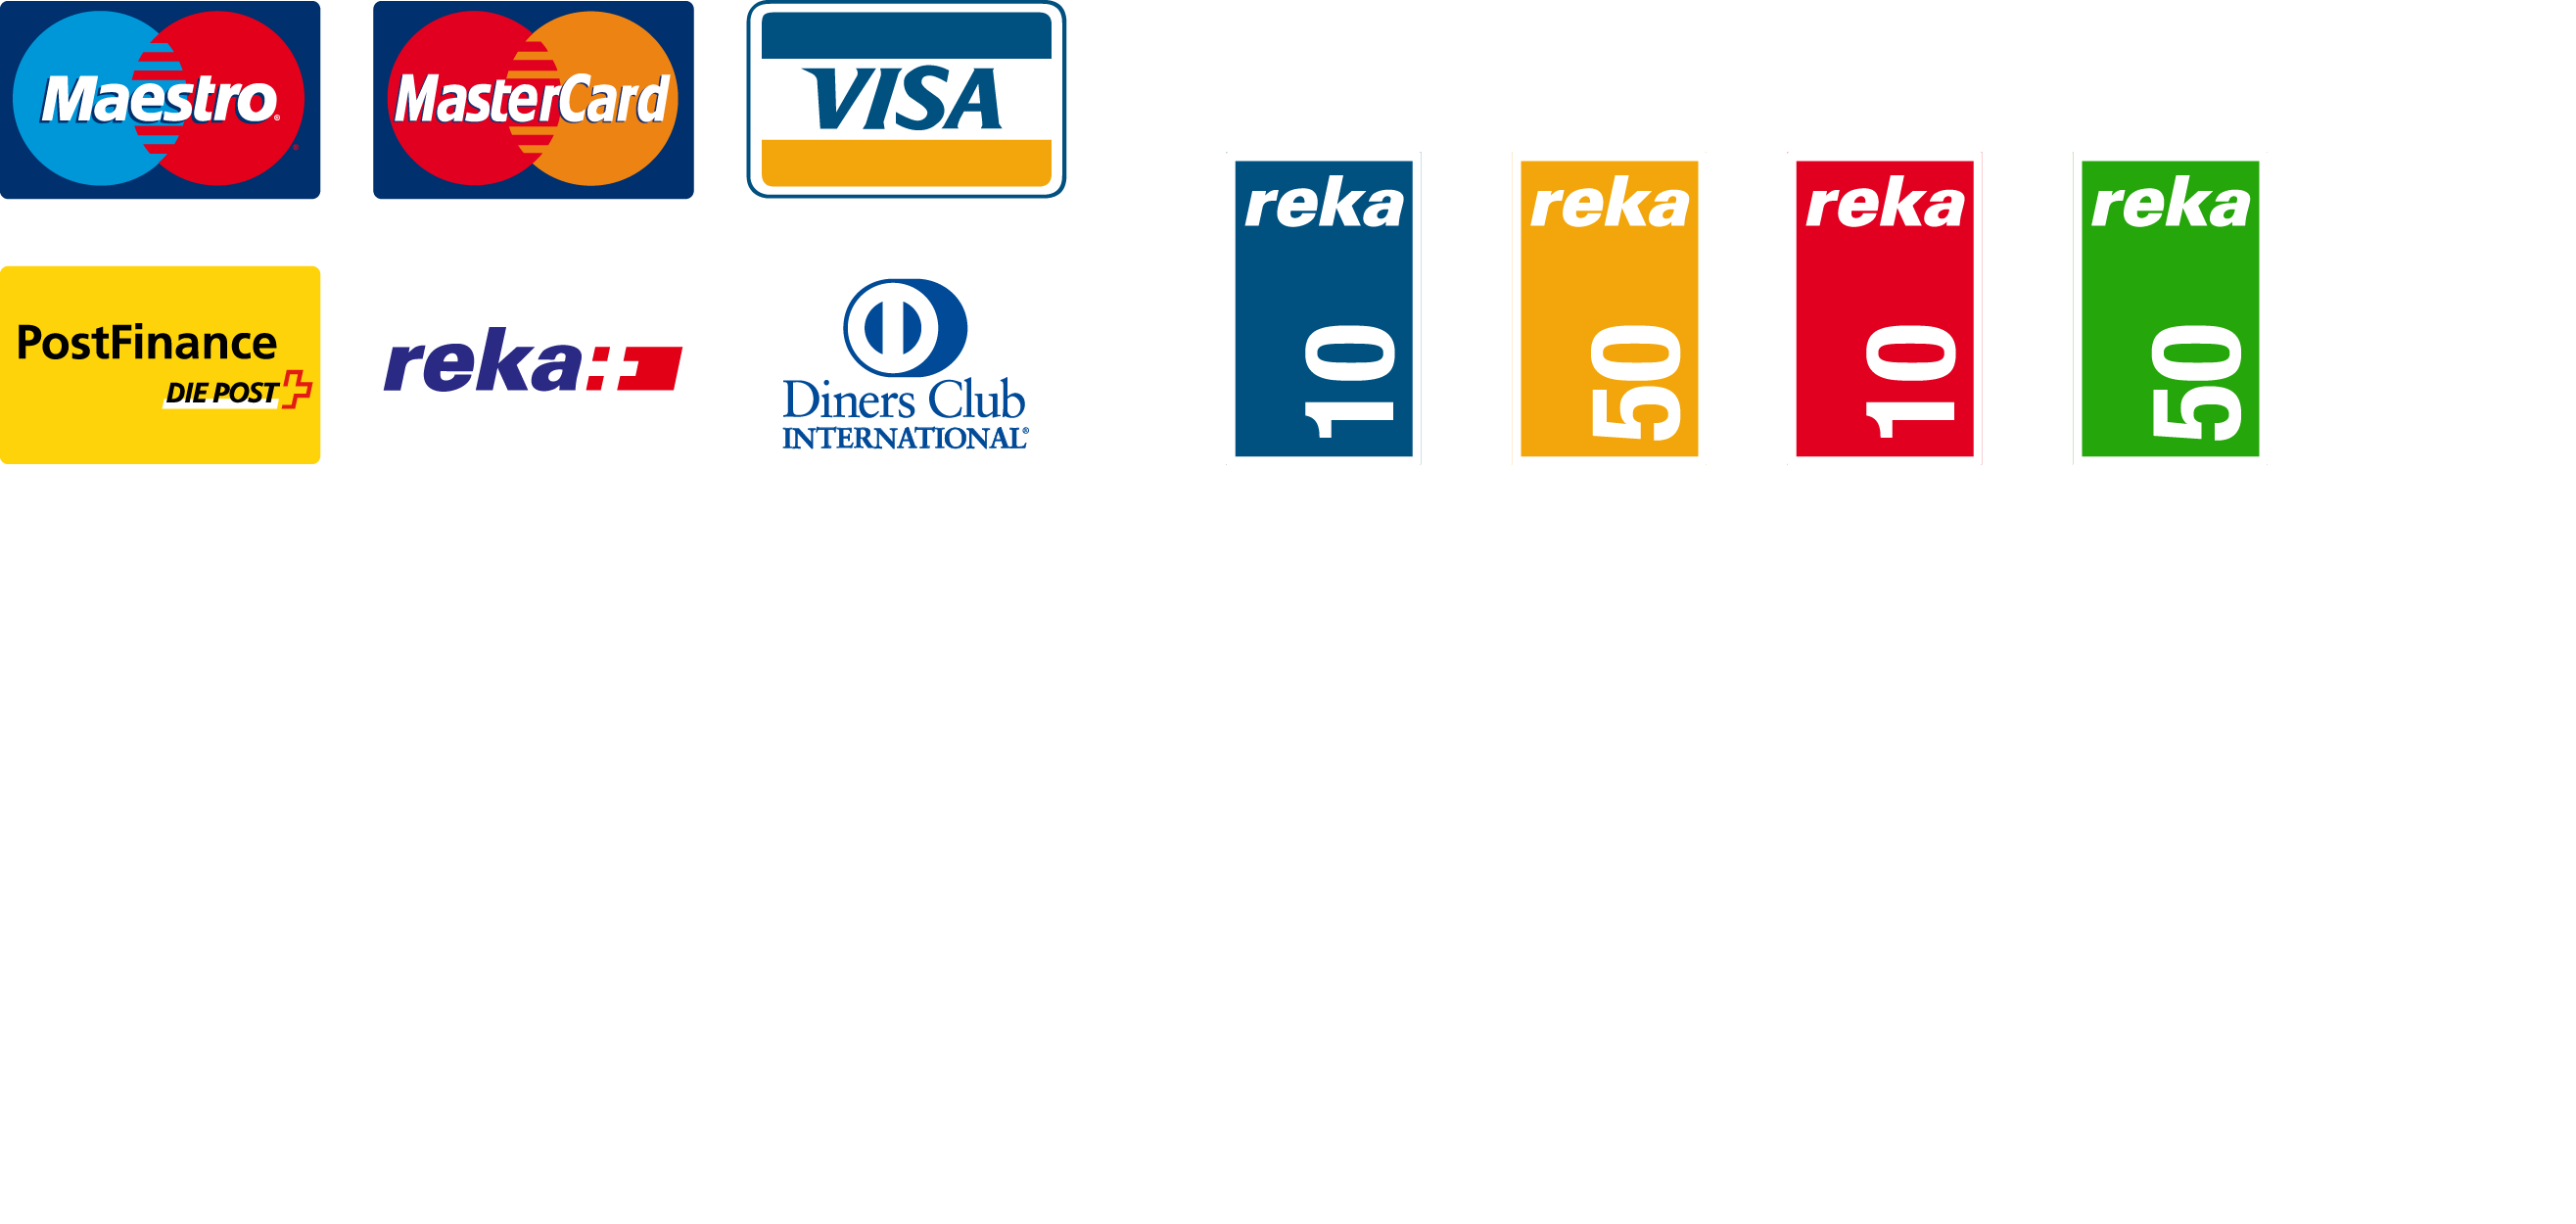 Maestro®
MasterCard
VISA
PostFinance
DIE POST
reka
Diners Club
INTERNATIONAL®
reka
10
reka
50
reka
10
reka
50